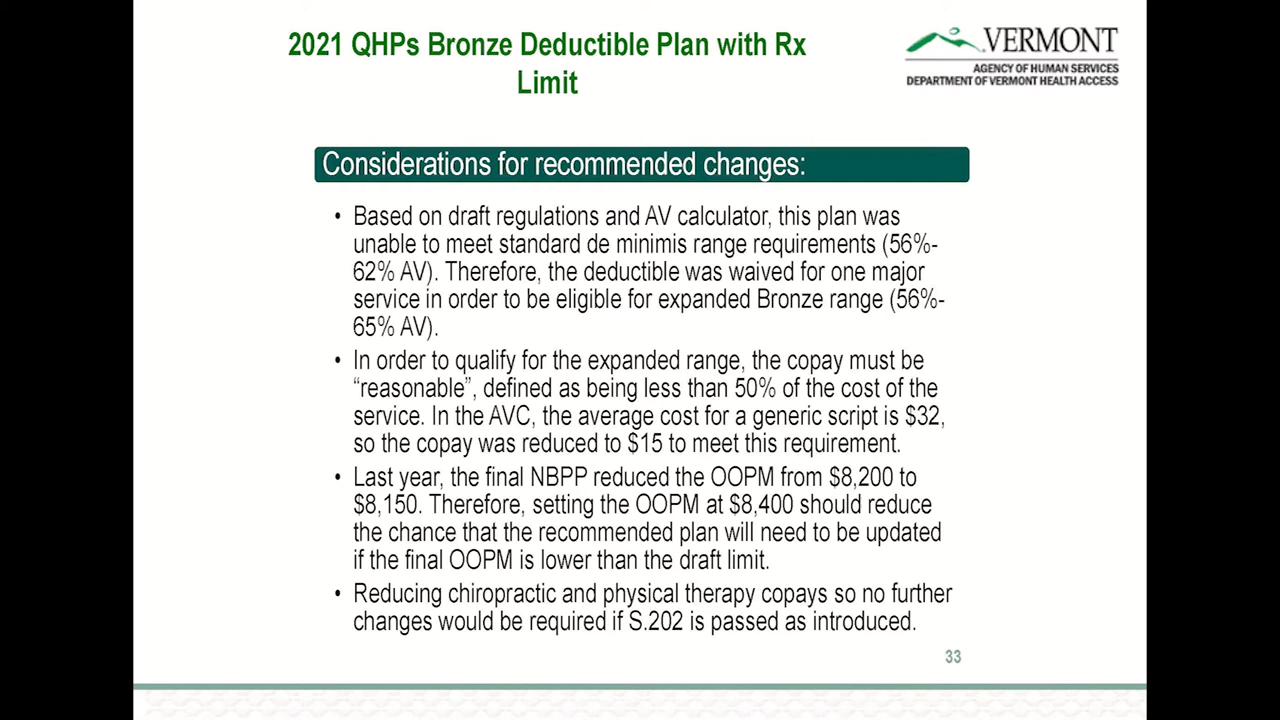 2021 QHPs Bronze Deductible Plan with Rx
Limit
VERMONT
AGENCY OF HUMAN SERVICES
DEPARTMENT OF VERMONT HEALTH ACCESS
Considerations for recommended changes:
• Based on draft regulations and AV calculator, this plan was
unable to meet standard de minimis range requirements (56%-
62% AV). Therefore, the deductible was waived for one major
service in order to be eligible for expanded Bronze range (56%-
65% AV).
• In order to qualify for the expanded range, the copay must be
“reasonable”, defined as being less than 50% of the cost of the
service. In the AVC, the average cost for a generic script is $32,
so the copay was reduced to $15 to meet this requirement.
• Last year, the final NBPP reduced the OOPM from $8,200 to
$8,150. Therefore, setting the OOPM at $8,400 should reduce
the chance that the recommended plan will need to be updated
if the final OOPM is lower than the draft limit.
• Reducing chiropractic and physical therapy copays so no further
changes would be required if S.202 is passed as introduced.
33